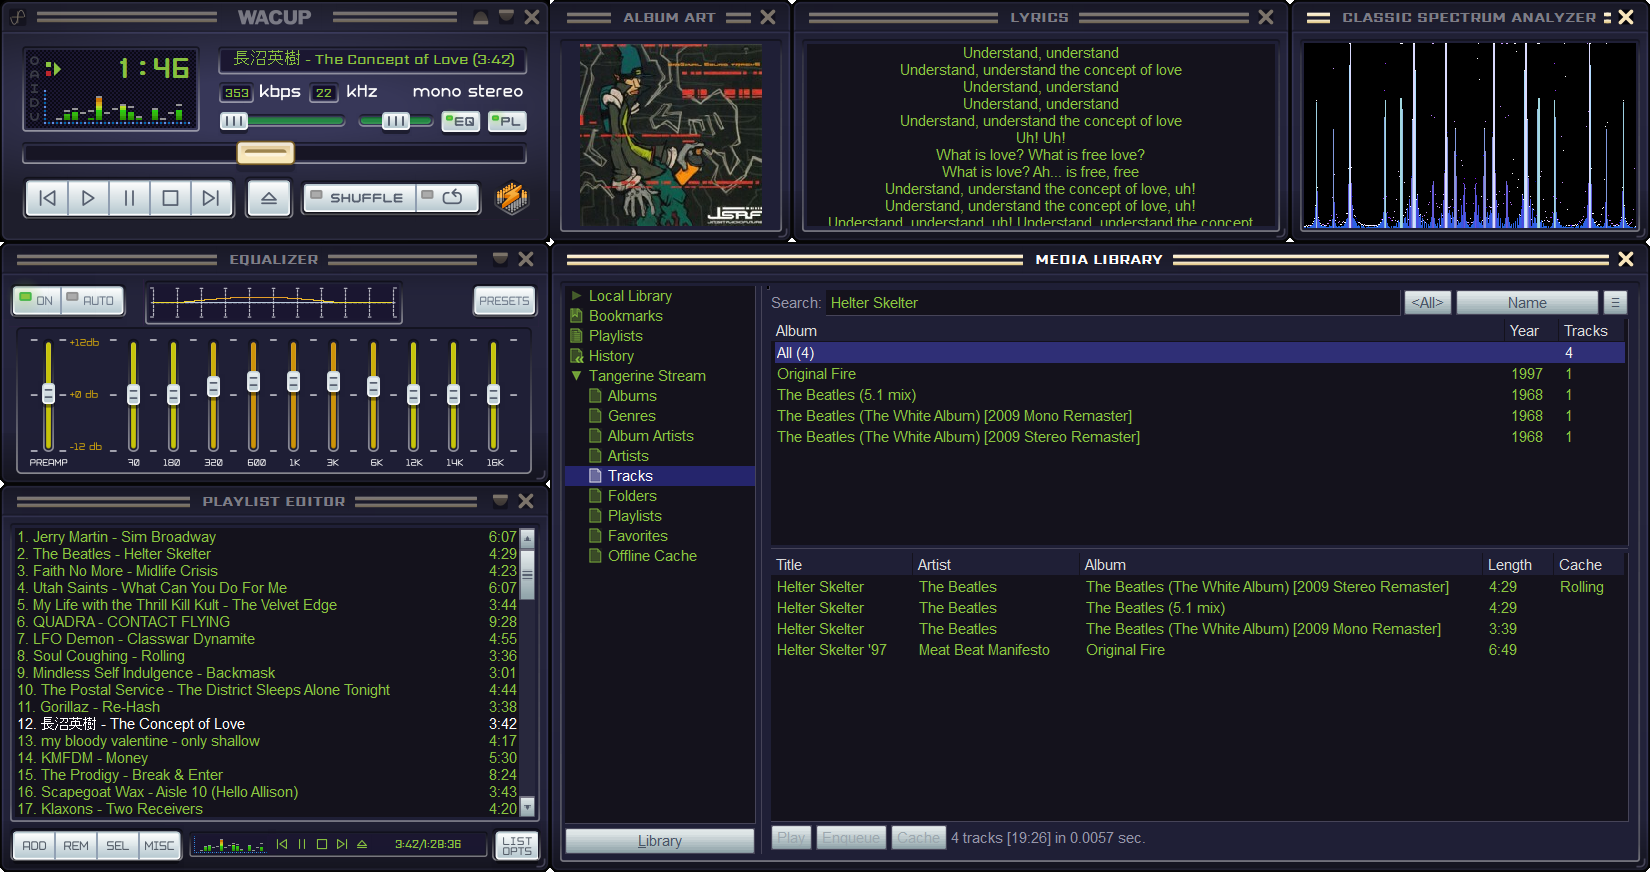 WACUP
O
A
I
D
U
1:46
長沼英樹 - The Concept of Love (3:42)
353 kbps 22 kHz mono stereo
EQ PL
SHUFFLE
ALBUM ART
JSRF
LYRICS
Understand, understand
Understand, understand the concept of love
Understand, understand
Understand, understand
Understand, understand the concept of love
Uh! Uh!
What is love? What is free love?
What is love? Ah... is free, free
Understand, understand the concept of love, uh!
Understand, understand the concept of love, uh!
Understand, understand, uh! Understand, understand the concept
CLASSIC SPECTRUM ANALYZER
EQUALIZER
ON AUTO PRESETS
+12db
+0 db
-12 db
PREAMP 70 180 320 600 1K 3K 6K 12K 14K 16K
PLAYLIST EDITOR
1. Jerry Martin - Sim Broadway 6:07
2. The Beatles - Helter Skelter 4:29
3. Faith No More - Midlife Crisis 4:23
4. Utah Saints - What Can You Do For Me 6:07
5. My Life with the Thrill Kill Kult - The Velvet Edge 3:44
6. QUADRA - CONTACT FLYING 9:28
7. LFO Demon - Classwar Dynamite 4:55
8. Soul Coughing - Rolling 3:36
9. Mindless Self Indulgence - Backmask 3:01
10. The Postal Service - The District Sleeps Alone Tonight 4:44
11. Gorillaz - Re-Hash 3:38
12. 長沼英樹 - The Concept of Love 3:42
13. my bloody valentine - only shallow 4:17
14. KMFDM - Money 5:30
15. The Prodigy - Break & Enter 8:24
16. Scapegoat Wax - Aisle 10 (Hello Allison) 3:43
17. Klaxons - Two Receivers 4:20
ADD REM SEL MISC 3:42/1:28:36 LIST OPTS
MEDIA LIBRARY
Local Library
Bookmarks
Playlists
History
Tangerine Stream
Albums
Genres
Album Artists
Artists
Tracks
Folders
Playlists
Favorites
Offline Cache
Library
Search: Helter Skelter <All> Name
Album Year Tracks
All (4) 4
Original Fire 1997 1
The Beatles (5.1 mix) 1968 1
The Beatles (The White Album) [2009 Mono Remaster] 1968 1
The Beatles (The White Album) [2009 Stereo Remaster] 1968 1
Title Artist Album Length Cache
Helter Skelter The Beatles The Beatles (The White Album) [2009 Stereo Remaster] 4:29 Rolling
Helter Skelter The Beatles The Beatles (5.1 mix) 4:29
Helter Skelter The Beatles The Beatles (The White Album) [2009 Mono Remaster] 3:39
Helter Skelter '97 Meat Beat Manifesto Original Fire 6:49
Play Enqueue Cache 4 tracks [19:26] in 0.0057 sec.